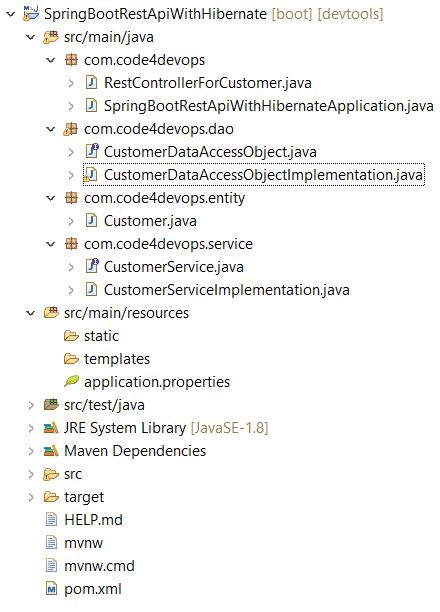 SpringBootRestApiWithHibernate [boot] [devtools]
src/main/java
com.code4devops
RestControllerForCustomer.java
SpringBootRestApiWithHibernateApplication.java
com.code4devops.dao
CustomerDataAccessObject.java
CustomerDataAccessObjectImplementation.java
com.code4devops.entity
Customer.java
com.code4devops.service
CustomerService.java
CustomerServiceImplementation.java
src/main/resources
static
templates
application.properties
src/test/java
JRE System Library [JavaSE-1.8]
Maven Dependencies
src
target
HELP.md
mvnw
mvnw.cmd
pom.xml